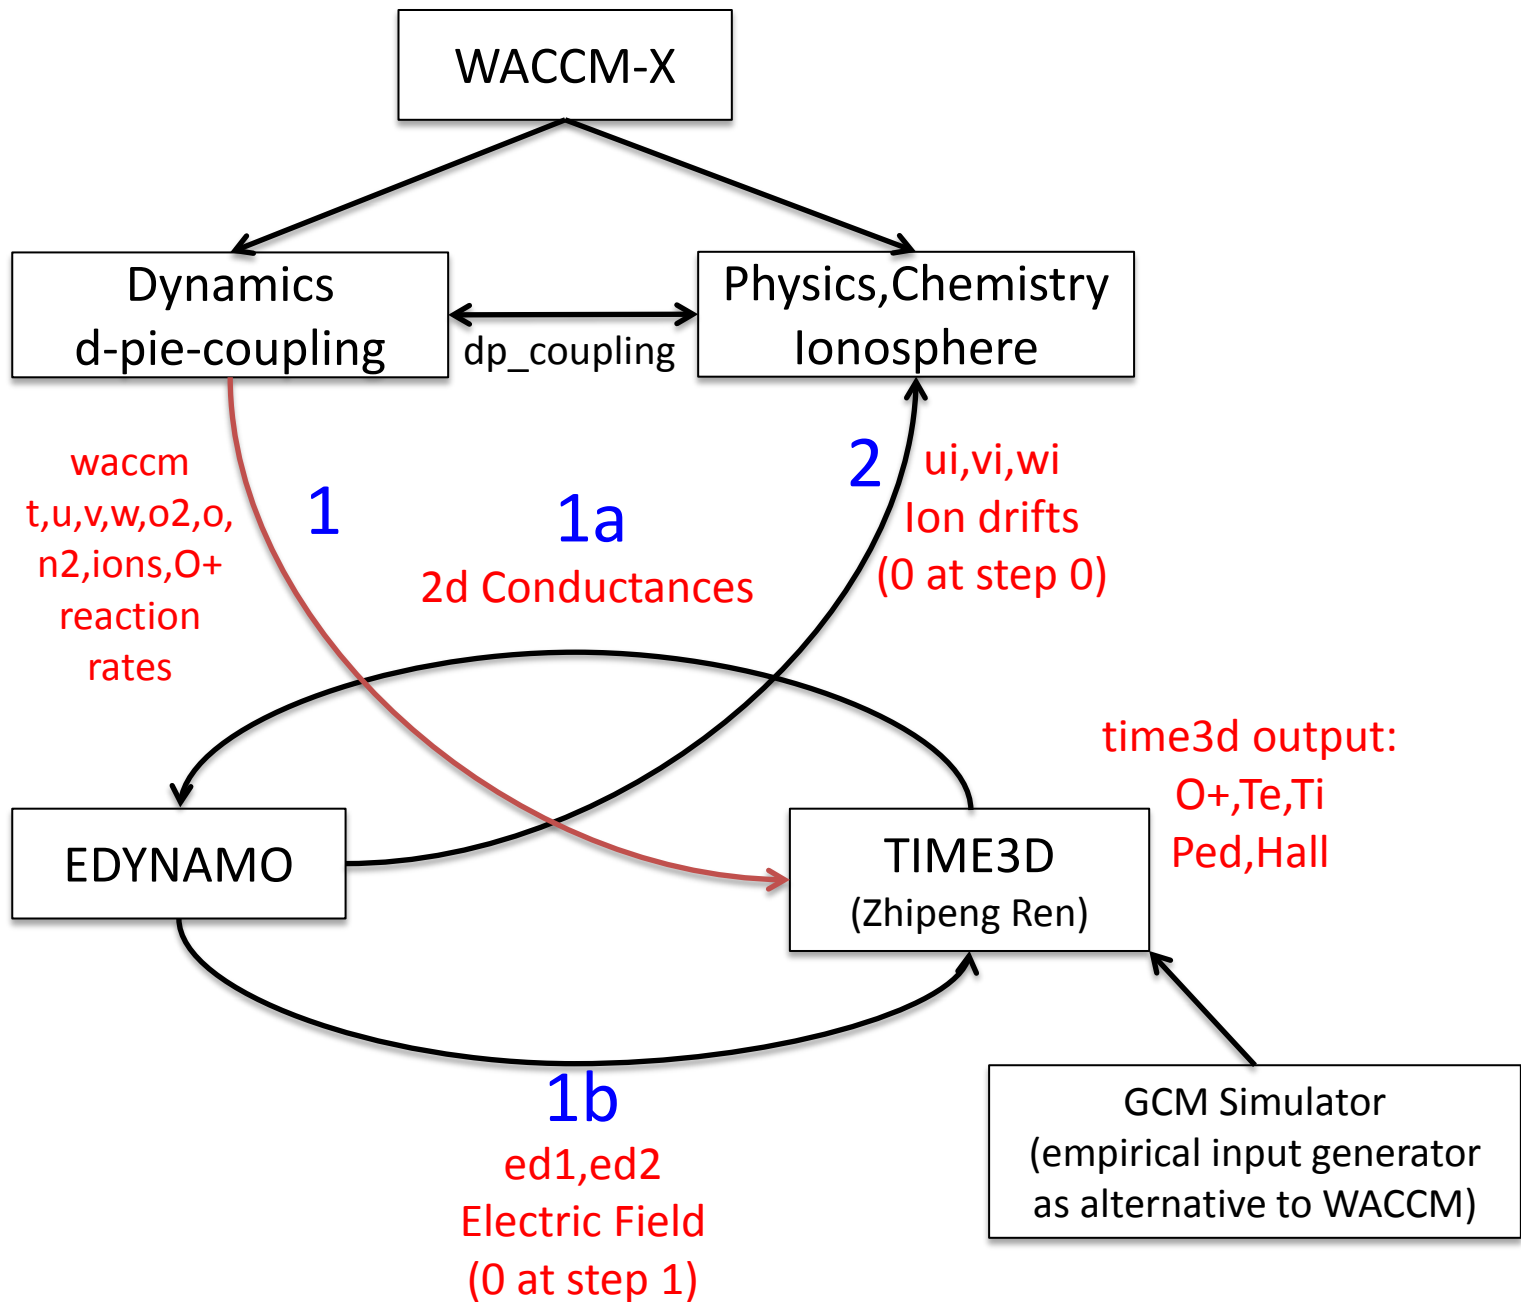 WACCM-X
Dynamics
d-pie-coupling
dp_coupling
Physics,Chemistry
Ionosphere
waccm
t,u,v,w,o2,o,
n2,ions,O+
reaction
rates
1
1a
2d Conductances
2
ui,vi,wi
Ion drifts
(0 at step 0)
time3d output:
O+,Te,Ti
Ped,Hall
EDYNAMO
TIME3D
(Zhipeng Ren)
1b
ed1,ed2
Electric Field
(0 at step 1)
GCM Simulator
(empirical input generator
as alternative to WACCM)